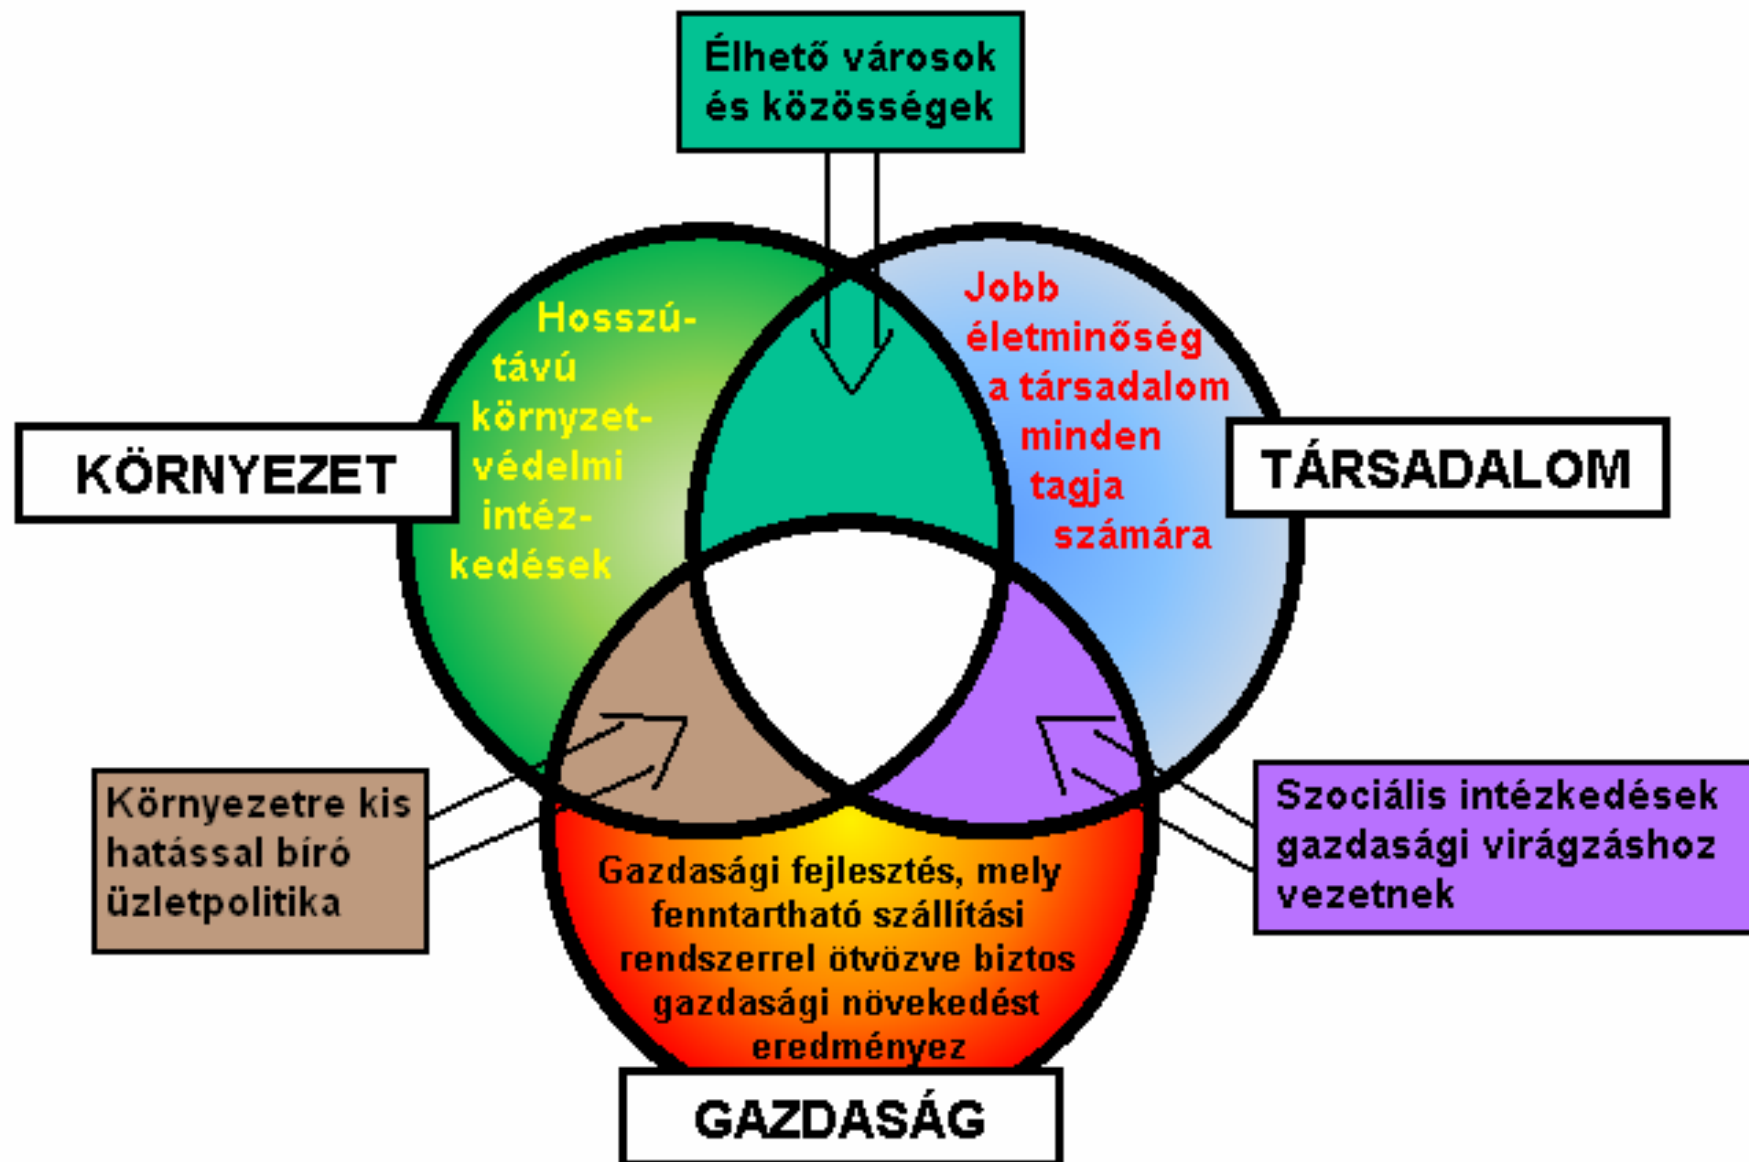 Élhető városok
és közösségek
Hosszú-
távú
környzet-
védelmi
intéz-
kedések
Jobb
életminőség
a társadalom
minden
tagja
számára
KÖRNYEZET
TÁRSADALOM
Környezetre kis
hatással bíró
üzletpolitika
Szociális intézkedések
gazdasági virágzáshoz
vezetnek
Gazdasági fejlesztés, mely
fenntartható szállítási
rendszerrel ötvözve biztos
gazdasági növekedést
eredményez
GAZDASÁG